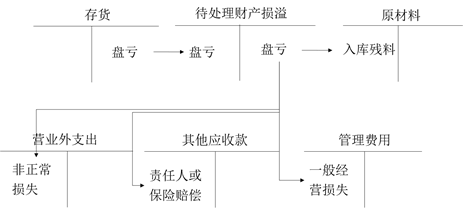 存货
待处理财产损溢
原材料
盘亏
盘亏
盘亏
入库残料
营业外支出
其他应收款
管理费用
非正常
损失
责任人或
保险赔偿
一般经
营损失